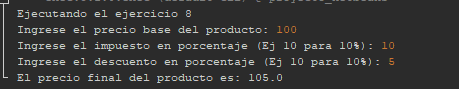 Ejecutando el ejercicio 8
Ingrese el precio base del producto: 100
Ingrese el impuesto en porcentaje (Ej 10 para 10%): 10
Ingrese el descuento en porcentaje (Ej 10 para 10%): 5
El precio final del producto es: 105.0